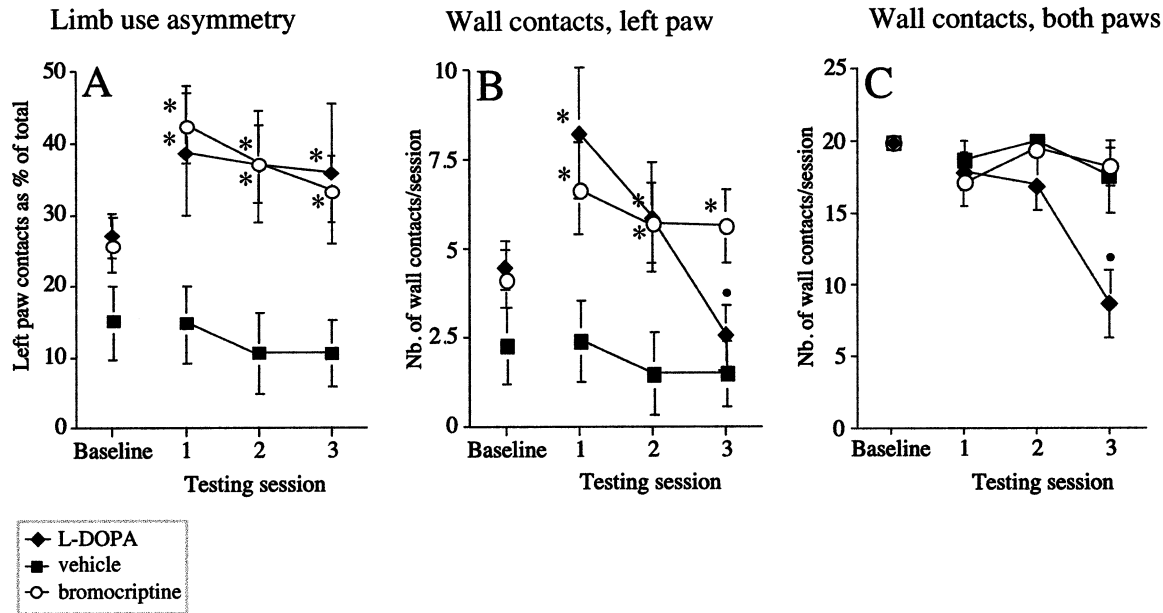 Limb use asymmetry
Wall contacts, left paw
Wall contacts, both paws
A
Left paw contacts as % of total
50
40
30
20
10
0
*
*
*
*
*
*
Baseline
1
2
3
Testing session
B
Nb. of wall contacts/session
10
7.5
5
2.5
0
*
*
*
*
*
•
Baseline
1
2
3
Testing session
C
Nb. of wall contacts/session
25
20
15
10
5
0
•
Baseline
1
2
3
Testing session
L-DOPA
vehicle
bromocriptine